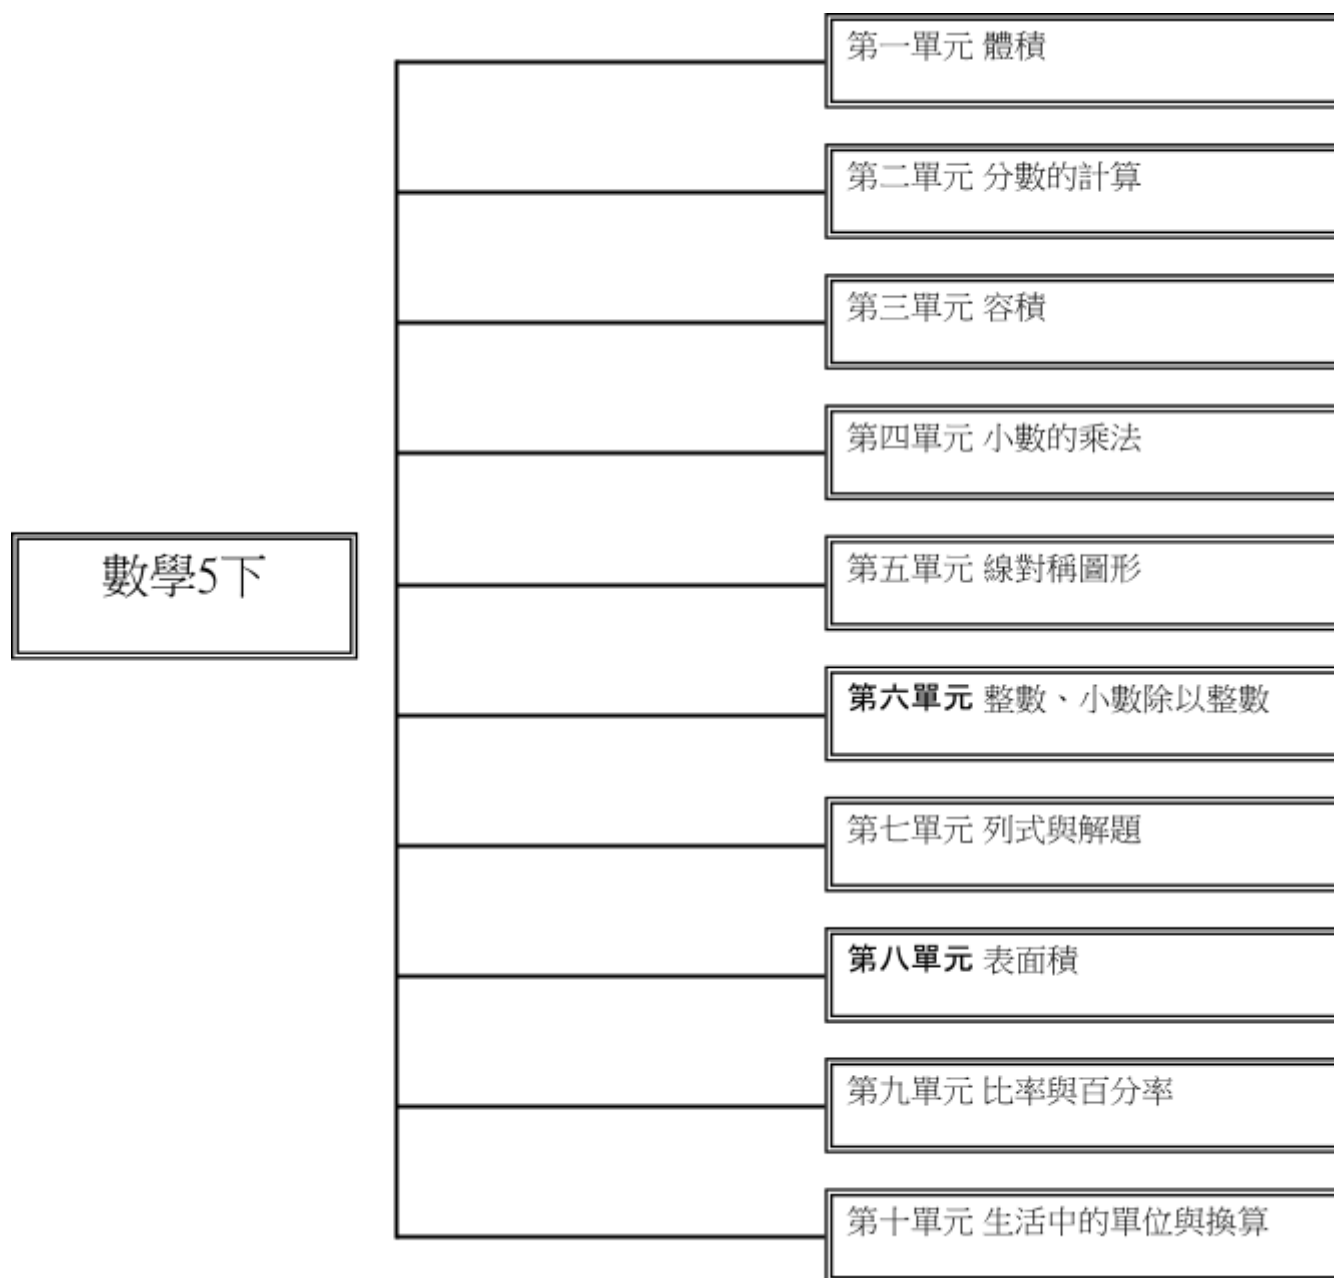 第一單元 體積
第二單元 分數的計算
第三單元 容積
第四單元 小數的乘法
第五單元 線對稱圖形
數學5下
第六單元 整數、小數除以整數
第七單元 列式與解題
第八單元 表面積
第九單元 比率與百分率
第十單元 生活中的單位與換算